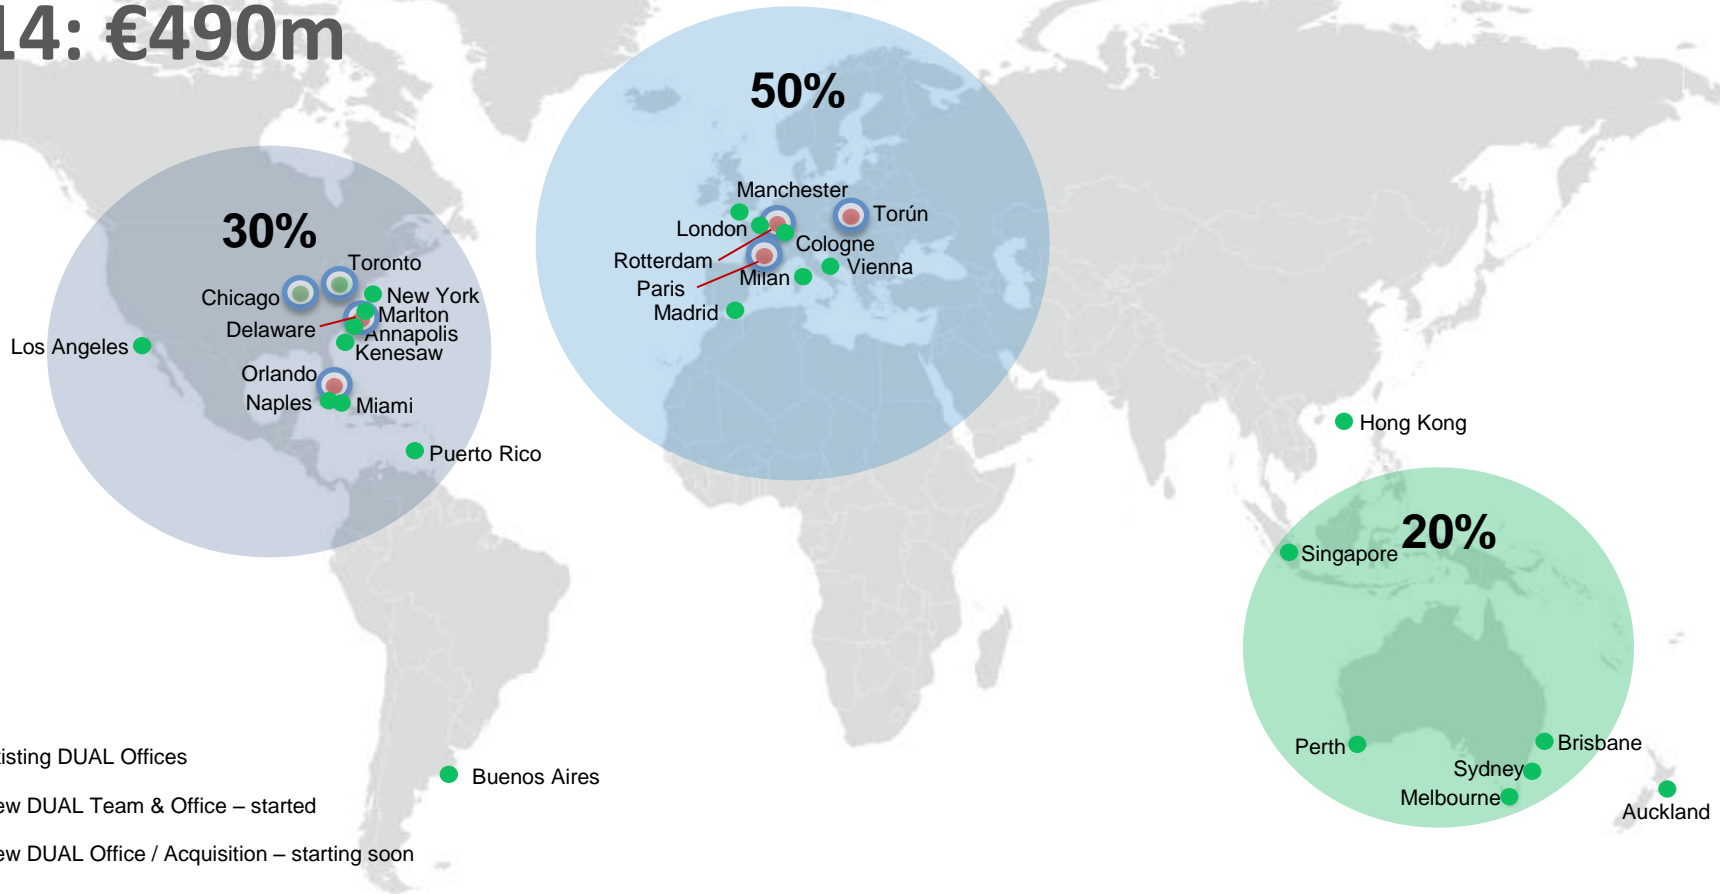 14: €490m
50%
30%
20%
Manchester
London
Torún
Cologne
Rotterdam
Vienna
Paris
Milan
Madrid
Toronto
Chicago
New York
Marlton
Delaware
Annapolis
Kenesaw
Los Angeles
Orlando
Naples
Miami
Puerto Rico
Hong Kong
Singapore
Perth
Brisbane
Sydney
Melbourne
Auckland
Buenos Aires
isting DUAL Offices
ew DUAL Team & Office – started
ew DUAL Office / Acquisition – starting soon